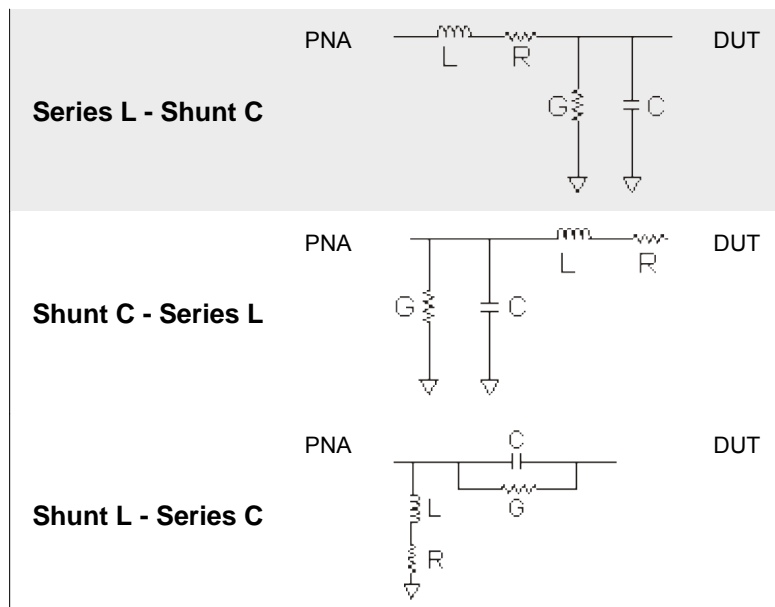 PNA DUT
L R
Series L - Shunt C
G C
PNA DUT
L R
G C
Shunt C - Series L
PNA DUT
C
G
L
Shunt L - Series C
R